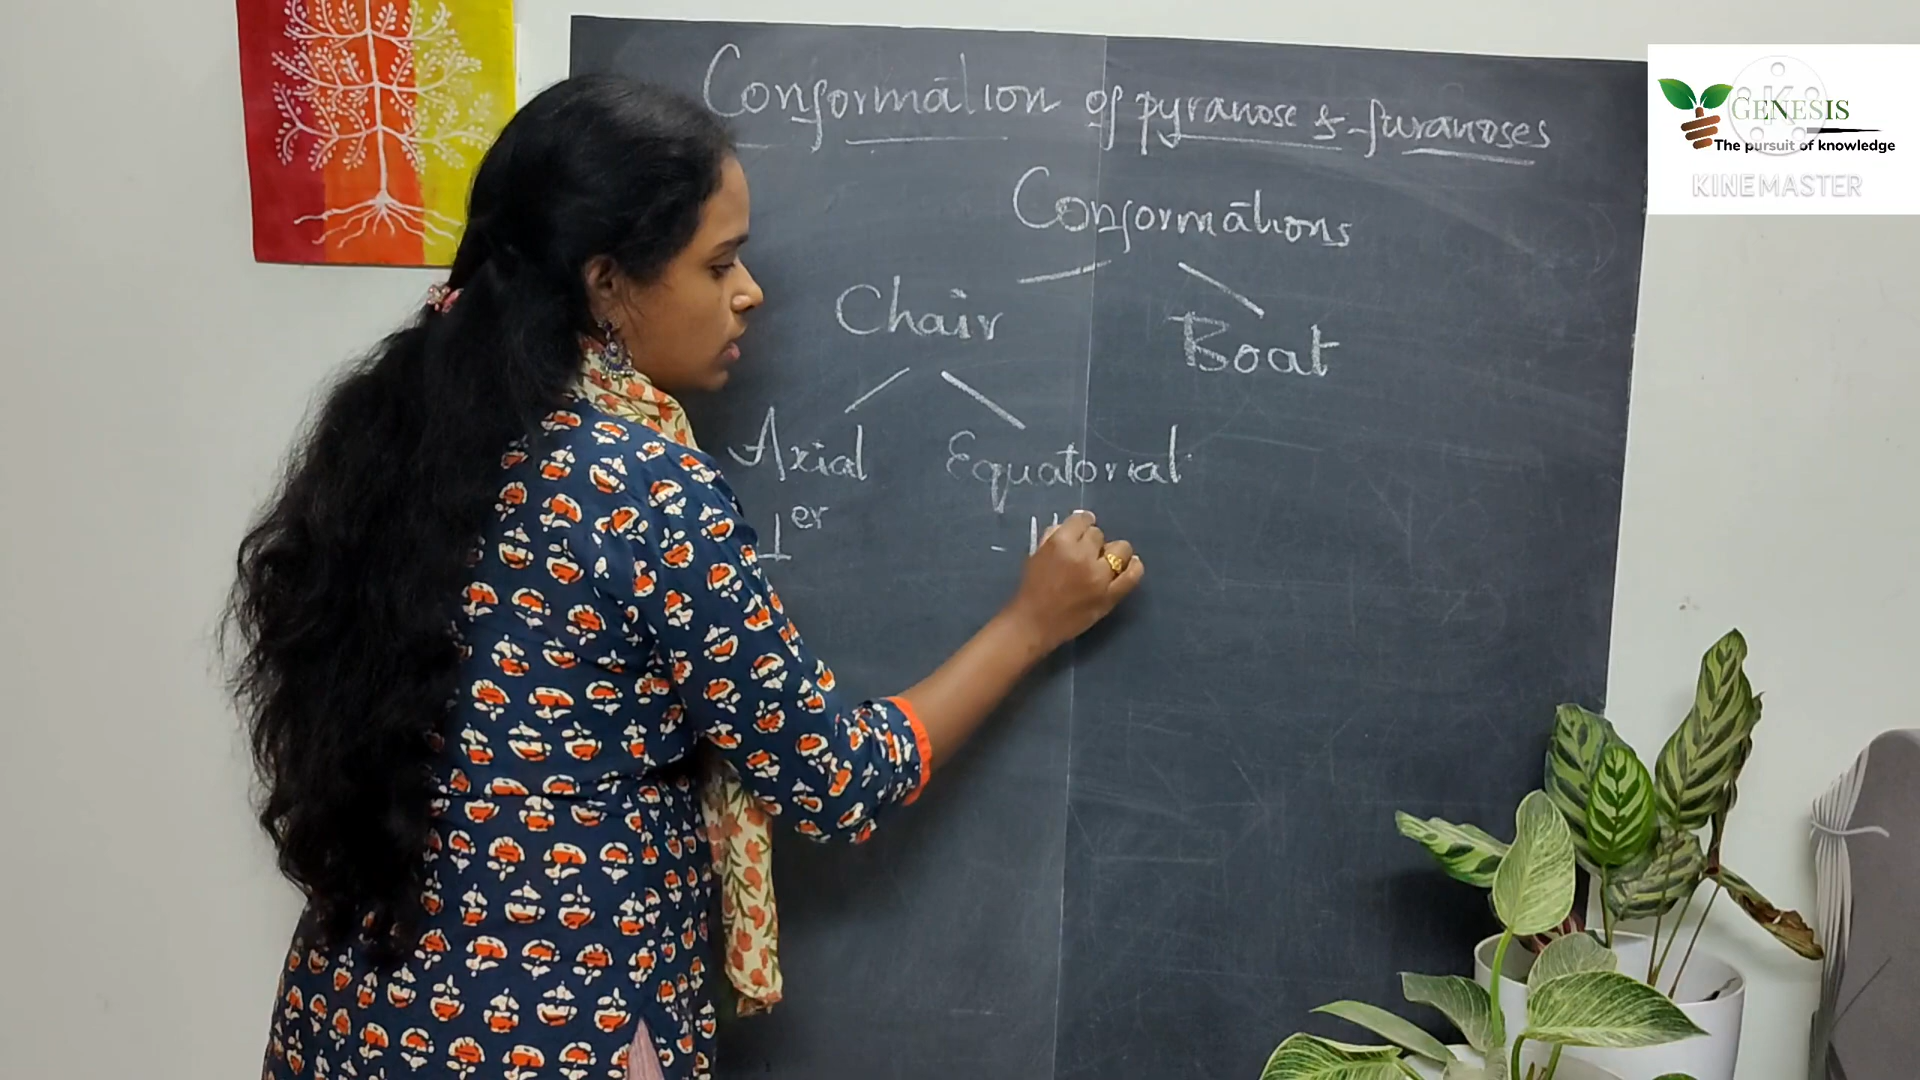 Conformation of pyranose & furanoses
Conformations
Chair
Boat
Axial
Equatorial
⊥er
GENESIS
The pursuit of knowledge
KINEMASTER